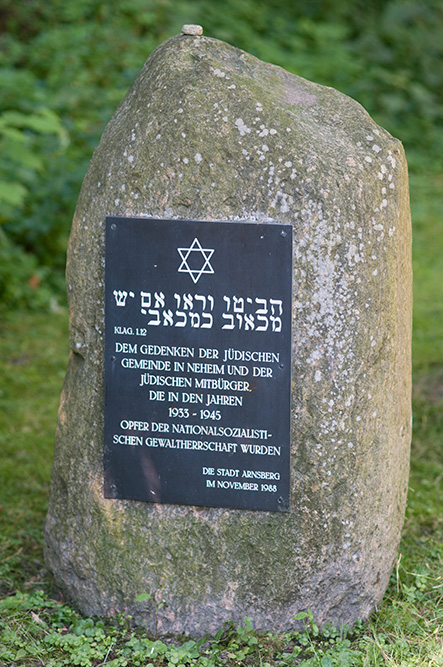 הביטו וראו אם יש
מכאוב כמכאבי
KLAG. 1.12
DEM GEDENKEN DER JÜDISCHEN
GEMEINDE IN NEHEIM UND DER
JÜDISCHEN MITBÜRGER,
DIE IN DEN JAHREN
1933 - 1945
OPFER DER NATIONALSOZIALISTI-
SCHEN GEWALTHERRSCHAFT WURDEN
DIE STADT ARNSBERG
IM NOVEMBER 1988